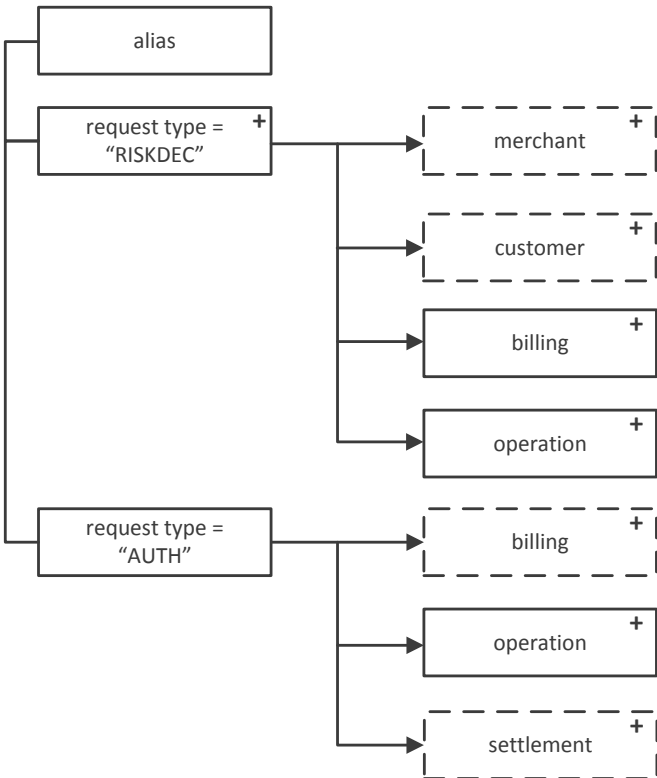 alias
request type =
“RISKDEC”
+
merchant
+
customer
+
billing
+
operation
+
request type =
“AUTH”
billing
+
operation
+
settlement
+